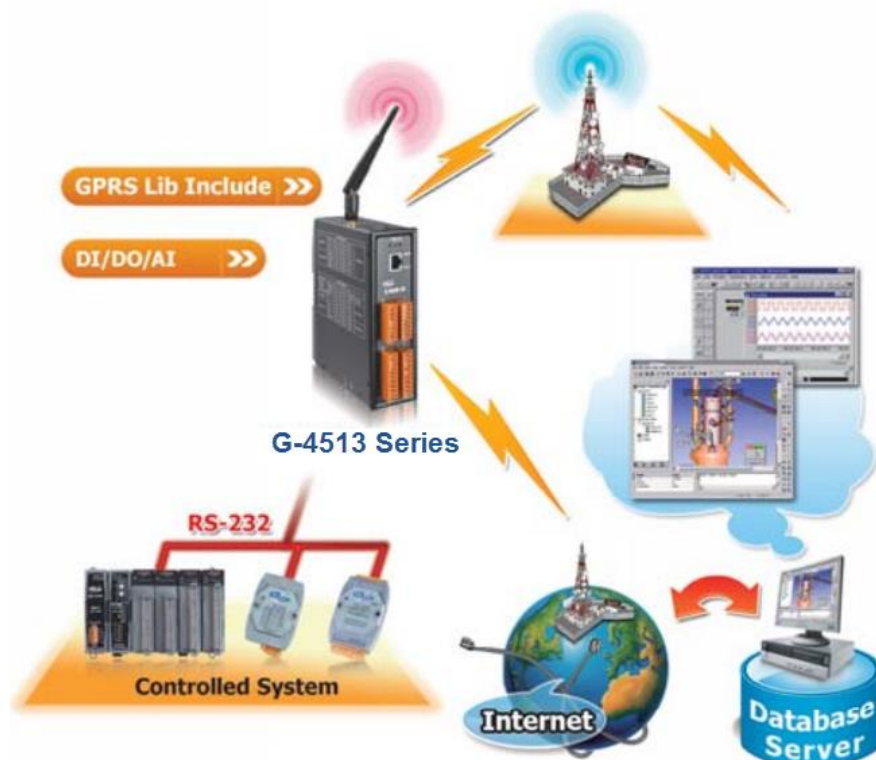 GPRS Lib Include
DI/DO/AI
G-4513 Series
RS-232
Controlled System
Internet
Database
Server